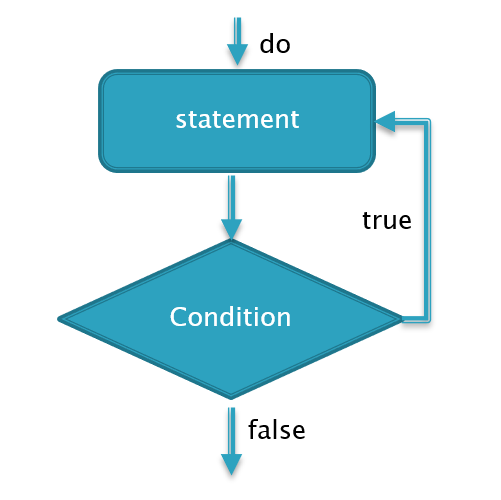 do
statement
true
Condition
false